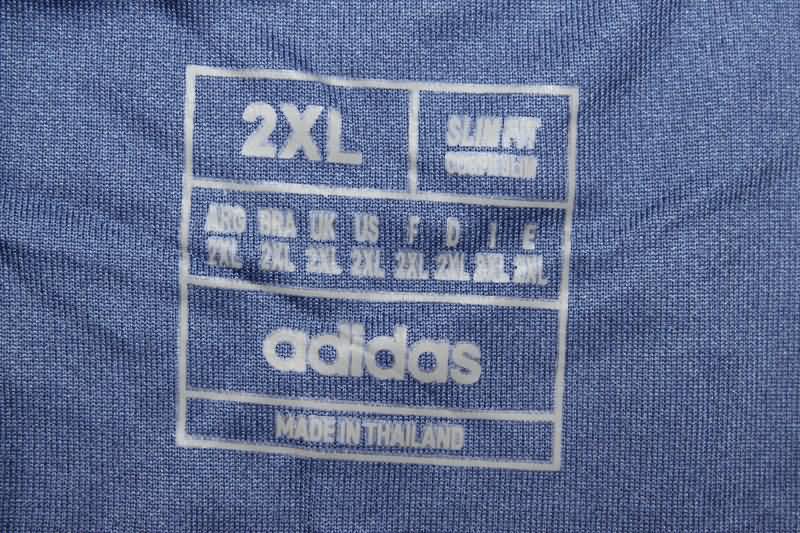 2XL
SLIM FIT
ARG BRA UK US F D I E
2XL 2XL 2XL 2XL 2XL 2XL 2XL 2XL
adidas
MADE IN THAILAND